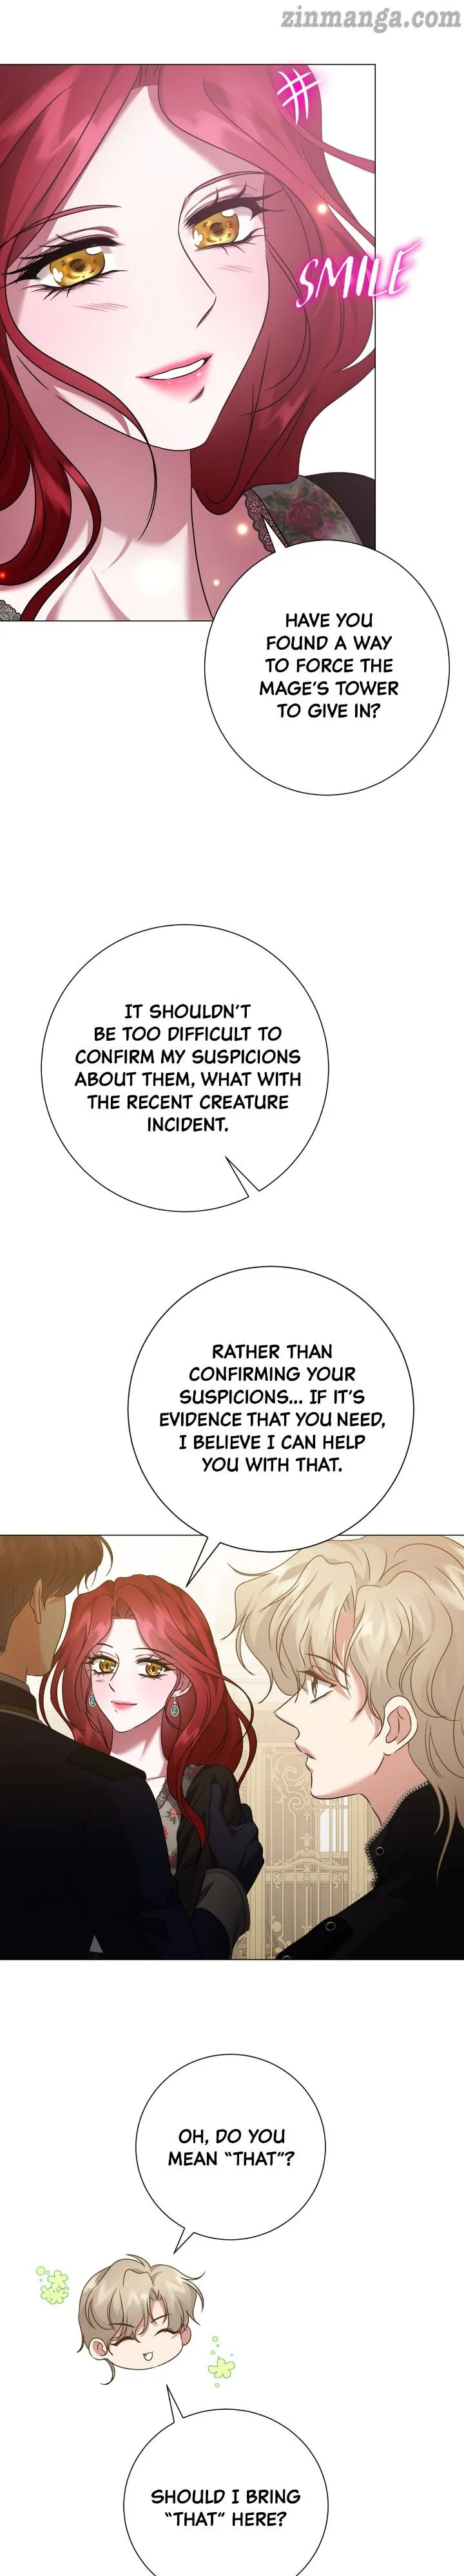 zinmanga.com
SMILE
HAVE YOU
FOUND A WAY
TO FORCE THE
MAGE'S TOWER
TO GIVE IN?
IT SHOULDN'T
BE TOO DIFFICULT TO
CONFIRM MY SUSPICIONS
ABOUT THEM, WHAT WITH
THE RECENT CREATURE
INCIDENT.
RATHER THAN
CONFIRMING YOUR
SUSPICIONS... IF IT'S
EVIDENCE THAT YOU NEED,
I BELIEVE I CAN HELP
YOU WITH THAT.
OH, DO YOU
MEAN "THAT"?
SHOULD I BRING
"THAT" HERE?